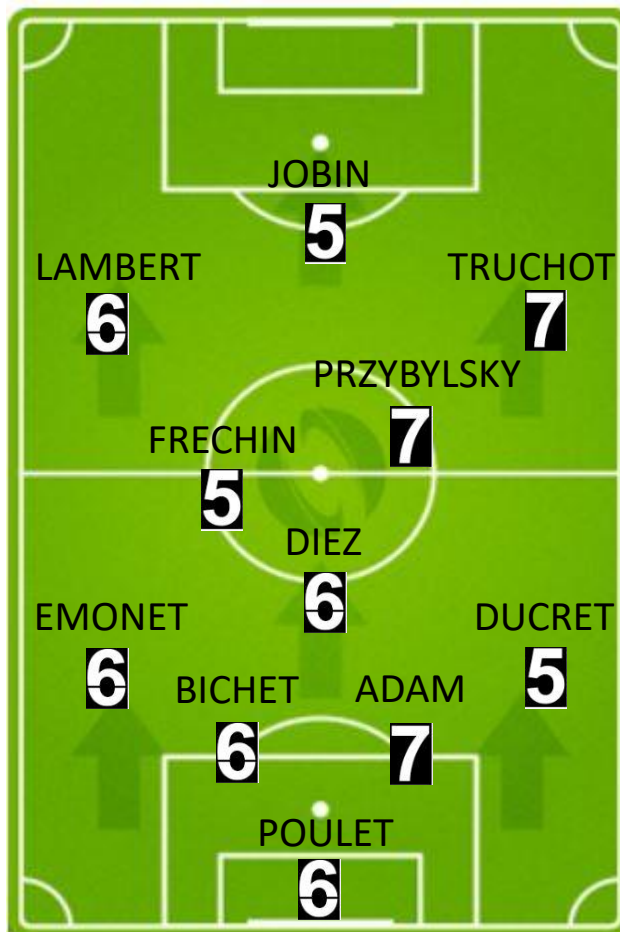 JOBIN
5
LAMBERT TRUCHOT
6 7
PRZYBYLSKY
7
FRECHIN
5
DIEZ
6
EMONET DUCRET
6 5
BICHET ADAM
6 7
POULET
6